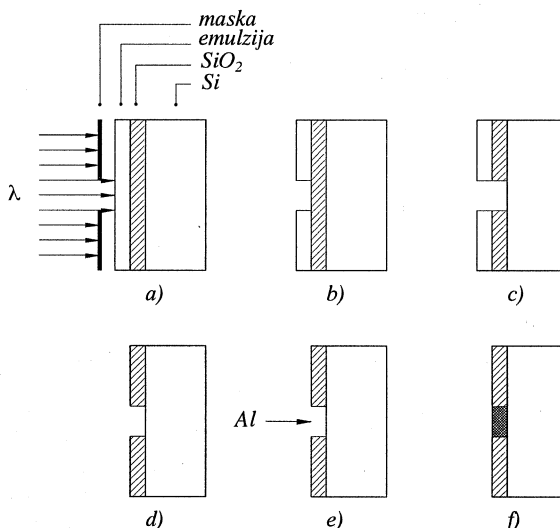 maska
emulzija
SiO₂
Si
λ
a)
b)
c)
Al
d)
e)
f)